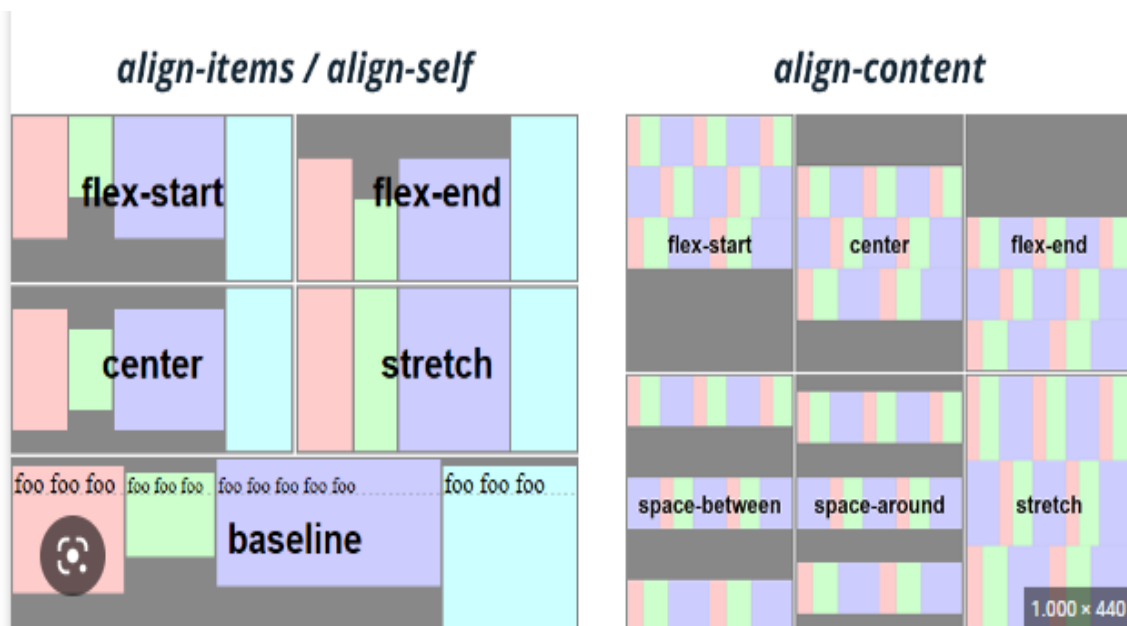 align-items / align-self
flex-start
flex-end
center
stretch
foo foo foo
foo foo foo
foo foo foo foo foo
foo foo foo
baseline
align-content
flex-start
center
flex-end
space-between
space-around
stretch
1.000 × 440